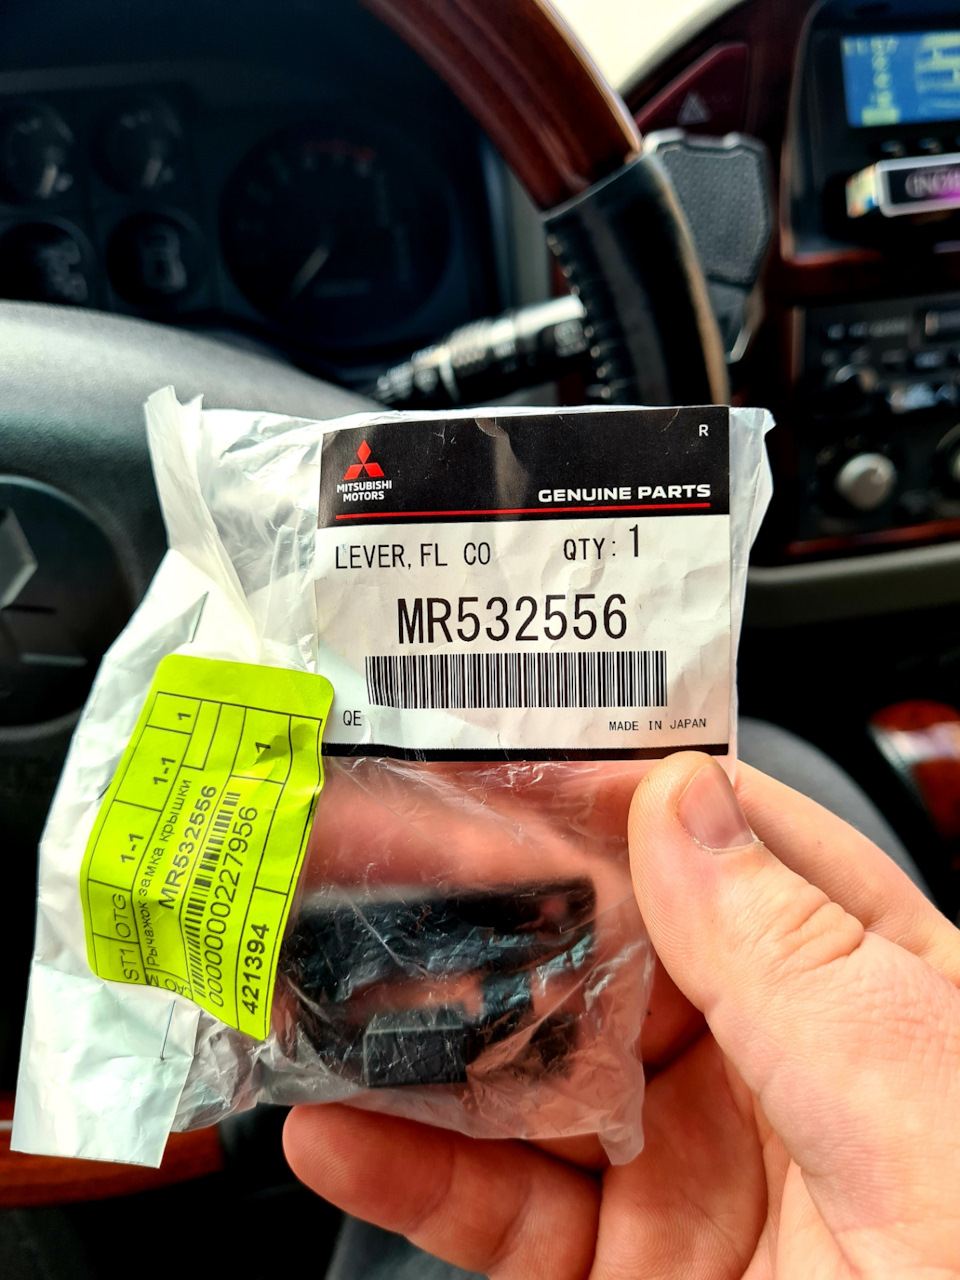 R
MITSUBISHI
MOTORS
GENUINE PARTS
LEVER, FL CO QTY: 1
MR532556
QE
MADE IN JAPAN
ST1 OTG 1-1 1-1 1
Рычажок замка крышки
MR532556 1
0000000227956
421394